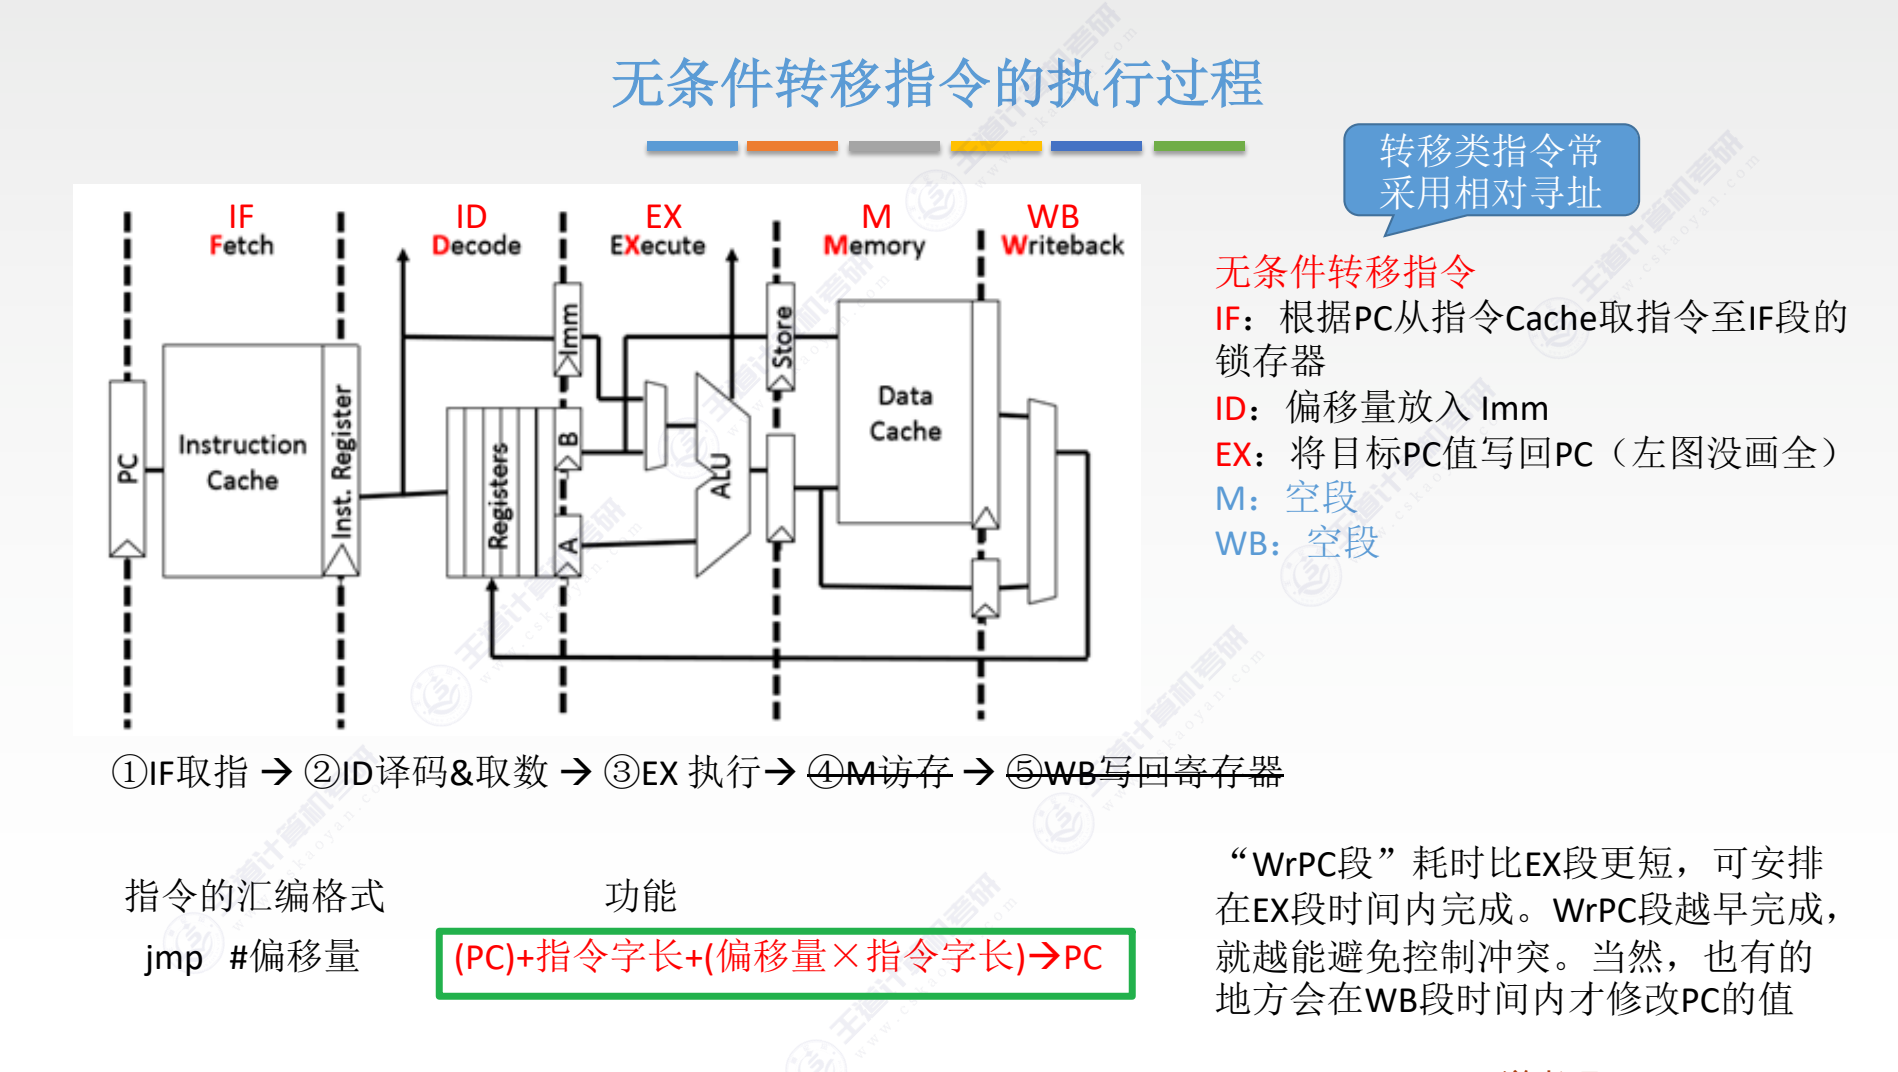 无条件转移指令的执行过程
转移类指令常
采用相对寻址
IF
ID
EX
M
WB
Fetch
Decode
EXecute
Memory
Writeback
PC
Instruction
Cache
Inst. Register
Registers
Imm
B
A
ALU
Store
Data
Cache
无条件转移指令
IF：根据PC从指令Cache取指令至IF段的
锁存器
ID：偏移量放入 Imm
EX：将目标PC值写回PC（左图没画全）
M：空段
WB：空段
①IF取指 → ②ID译码&取数 → ③EX 执行→ ④M访存 → ⑤WB写回寄存器
指令的汇编格式
功能
jmp #偏移量
(PC)+指令字长+(偏移量×指令字长)→PC
“WrPC段”耗时比EX段更短，可安排
在EX段时间内完成。WrPC段越早完成，
就越能避免控制冲突。当然，也有的
地方会在WB段时间内才修改PC的值
王道计算机考研
www.cskaoyan.com